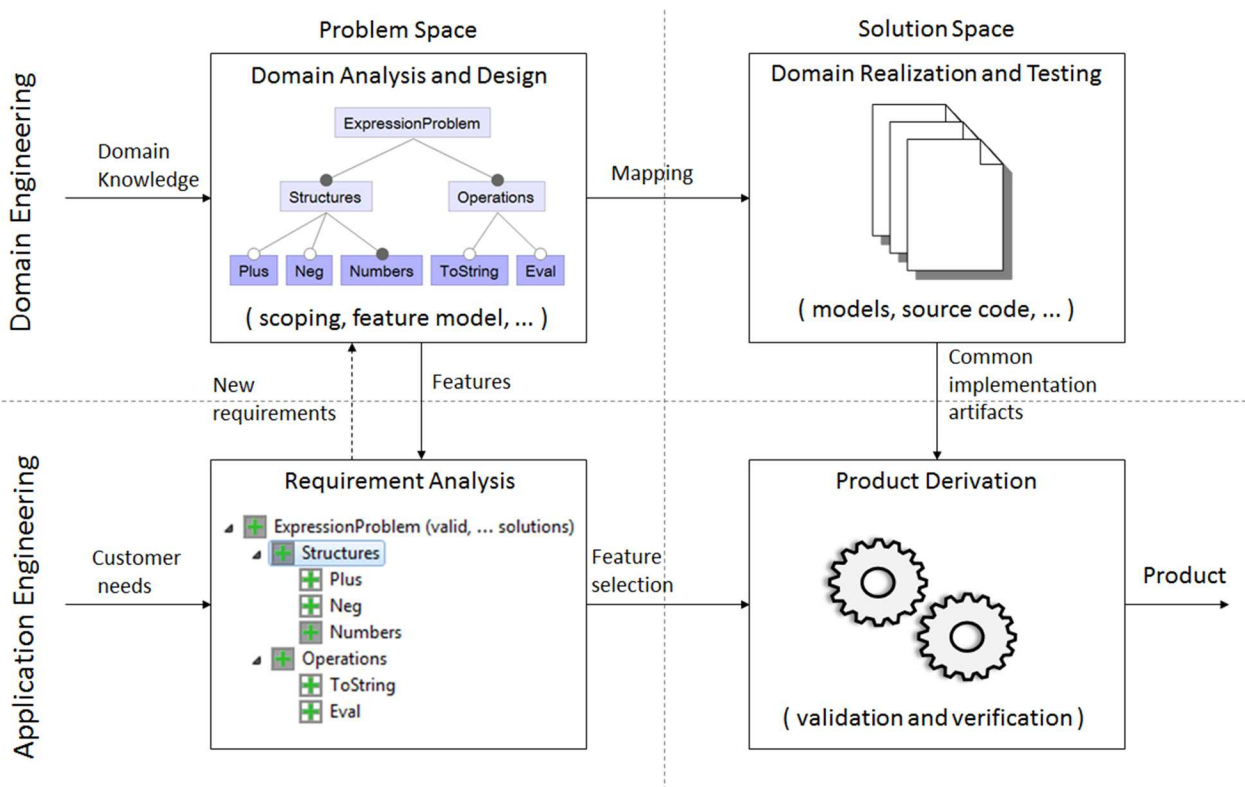 Problem Space
Solution Space
Domain Engineering
Domain
Knowledge
Domain Analysis and Design
ExpressionProblem
Structures
Operations
Plus
Neg
Numbers
ToString
Eval
( scoping, feature model, ... )
Mapping
Domain Realization and Testing
( models, source code, ... )
New
requirements
Features
Common
implementation
artifacts
Application Engineering
Customer
needs
Requirement Analysis
ExpressionProblem (valid, ... solutions)
Structures
Plus
Neg
Numbers
Operations
ToString
Eval
Feature
selection
Product Derivation
( validation and verification )
Product